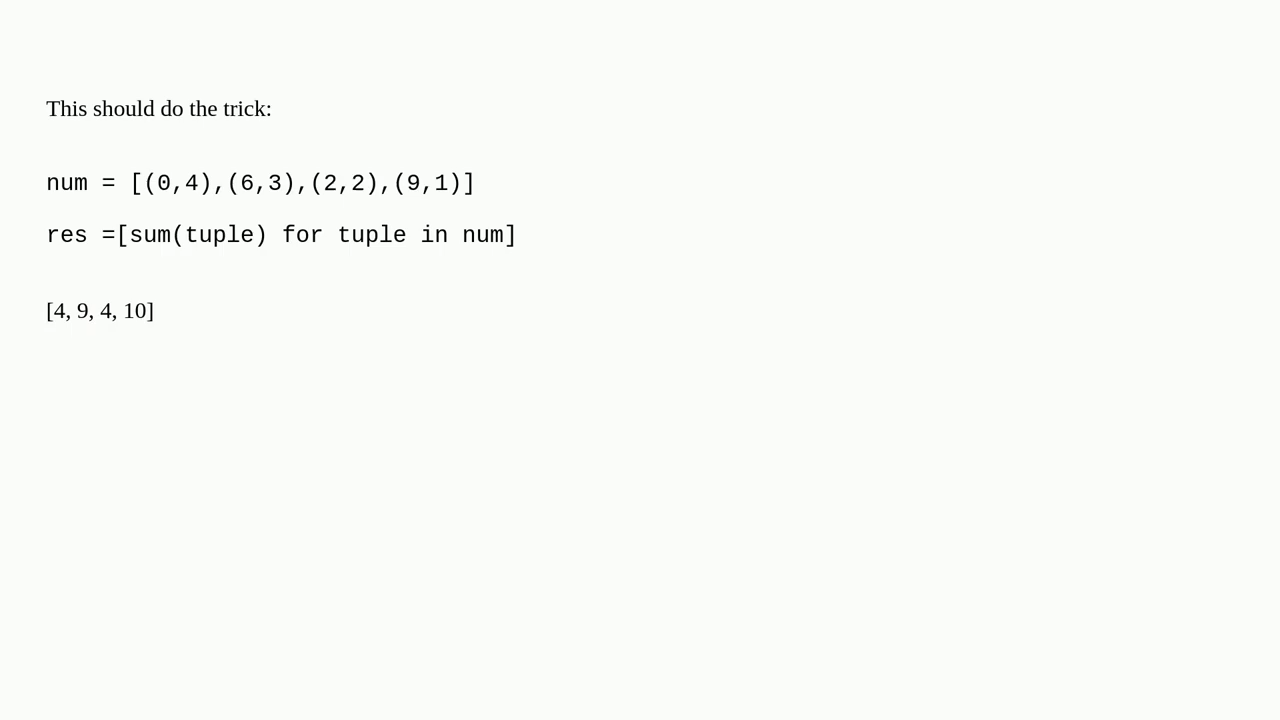 This should do the trick:
num = [(0,4),(6,3),(2,2),(9,1)]
res =[sum(tuple) for tuple in num]
[4, 9, 4, 10]